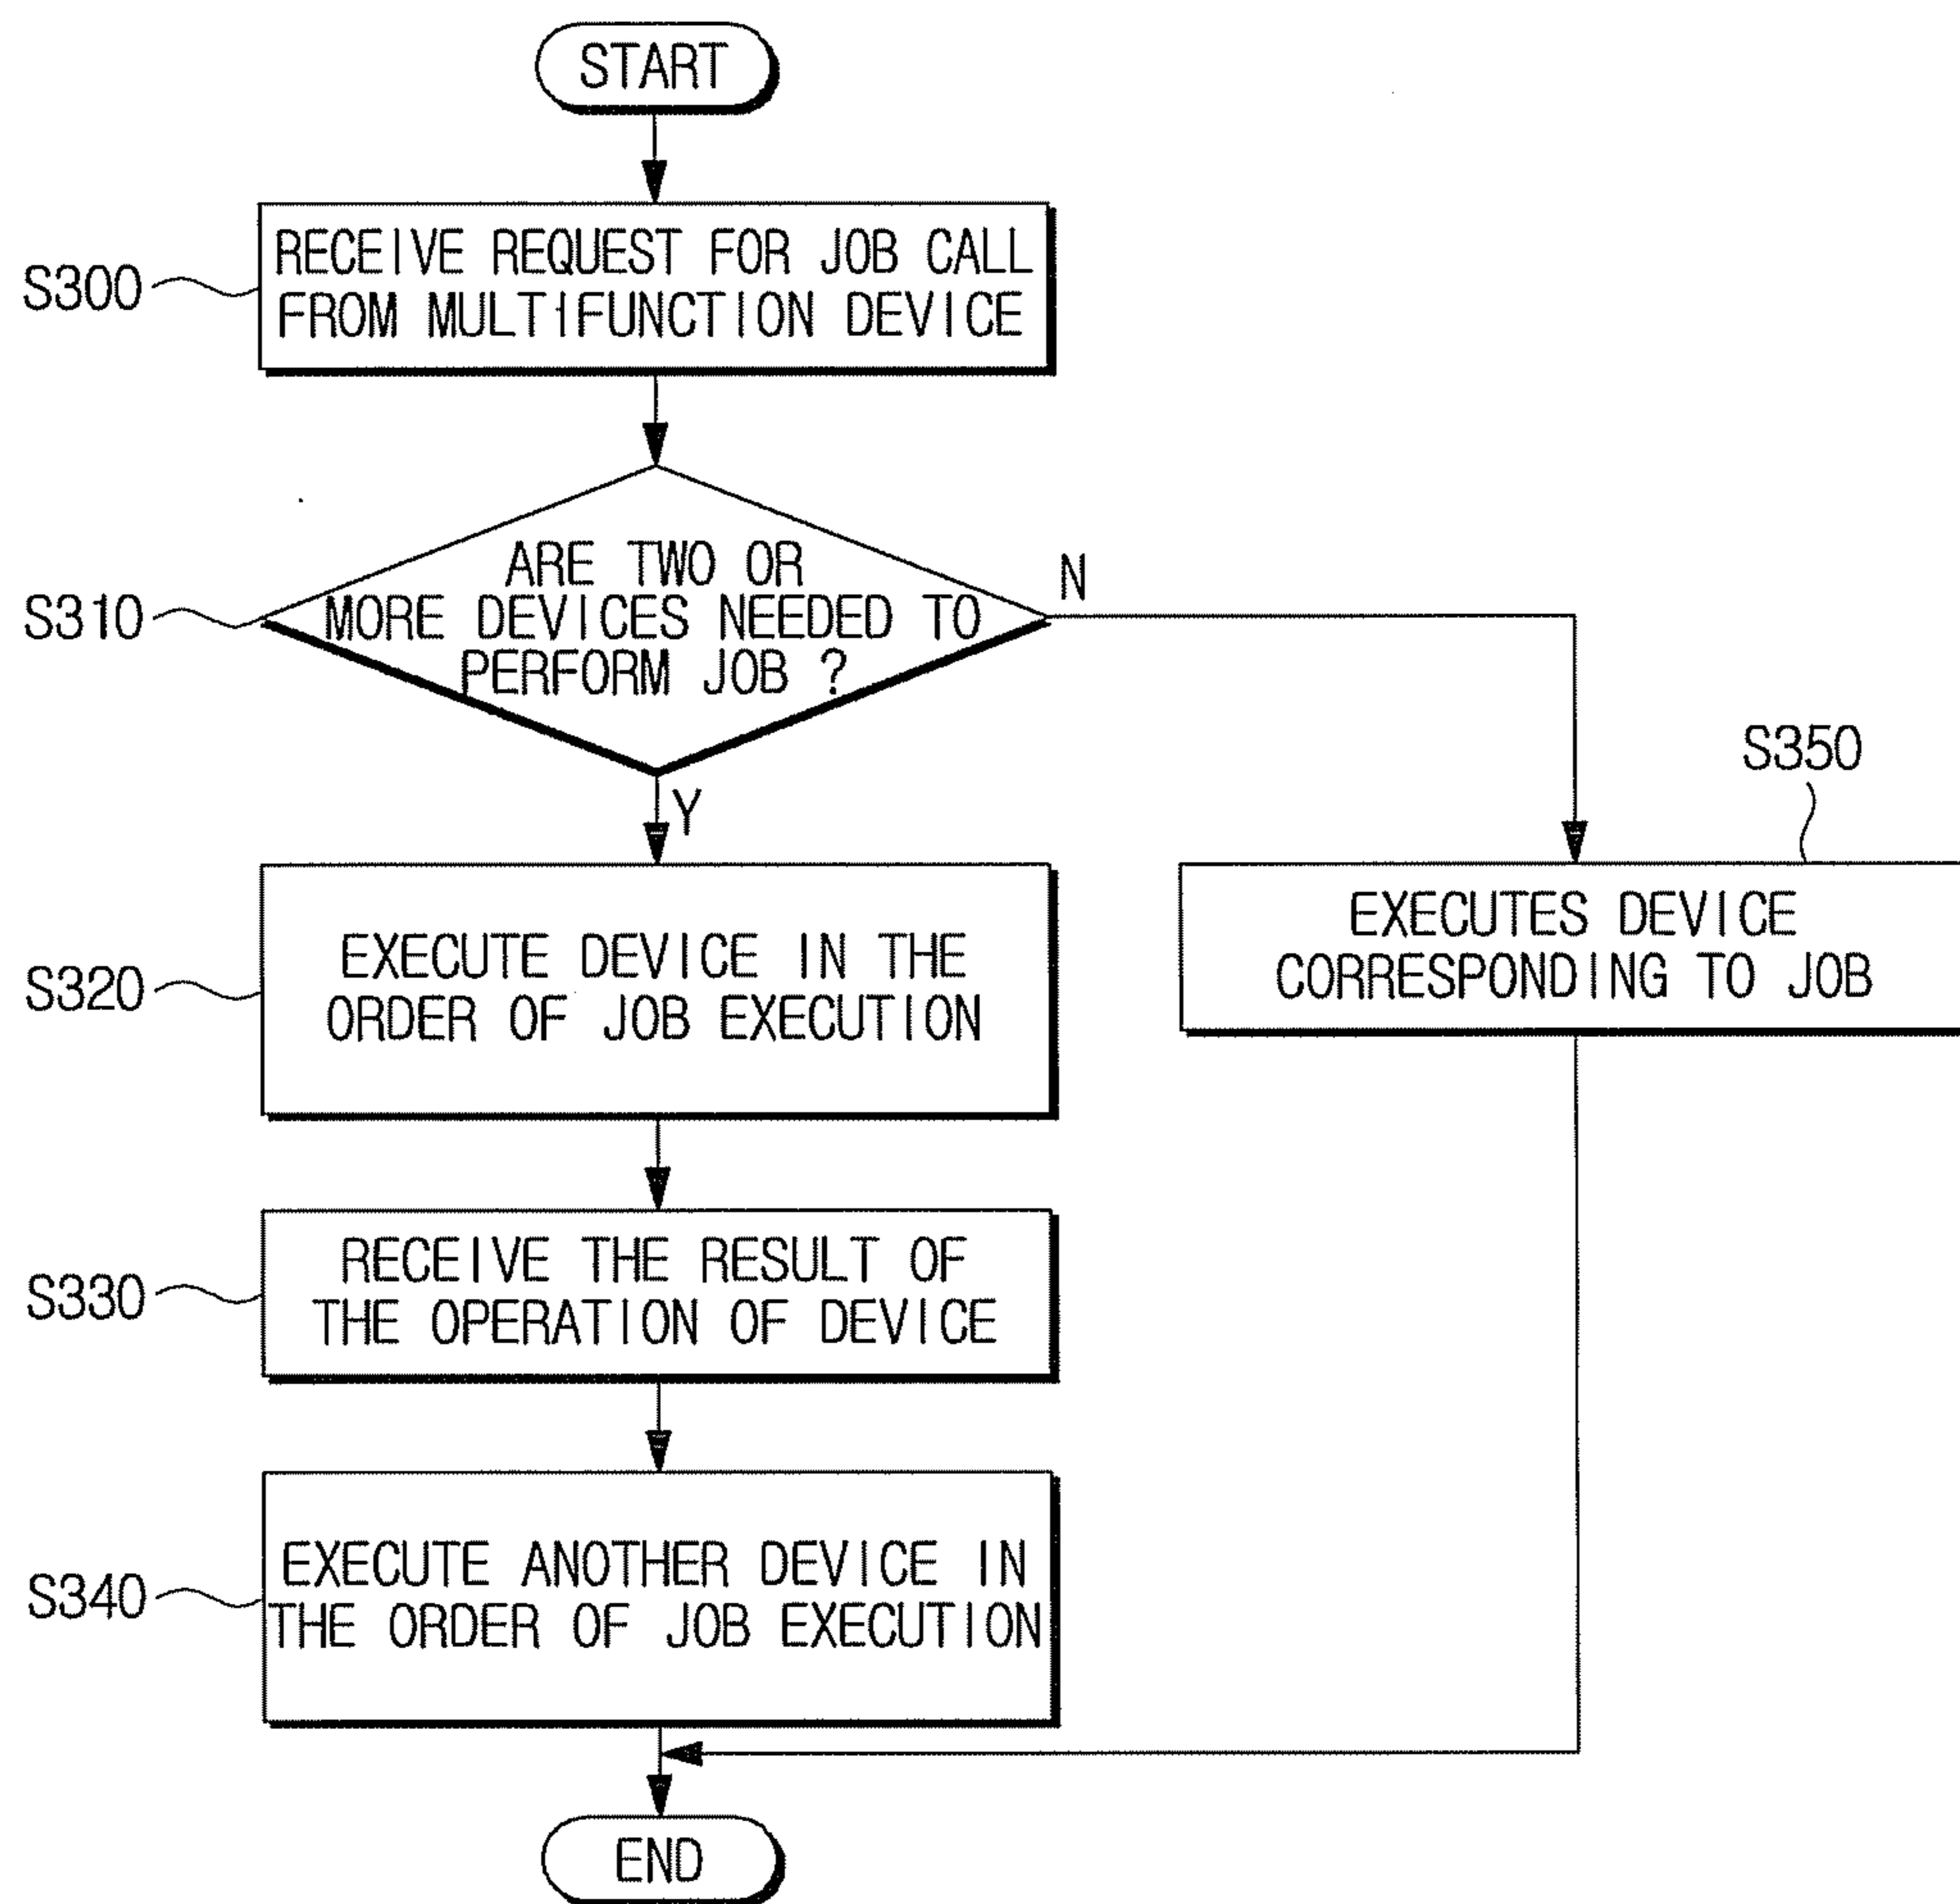 START
S300
RECEIVE REQUEST FOR JOB CALL
FROM MULTIFUNCTION DEVICE
S310
ARE TWO OR
MORE DEVICES NEEDED TO
PERFORM JOB ?
N
Y
S350
EXECUTES DEVICE
CORRESPONDING TO JOB
S320
EXECUTE DEVICE IN THE
ORDER OF JOB EXECUTION
S330
RECEIVE THE RESULT OF
THE OPERATION OF DEVICE
S340
EXECUTE ANOTHER DEVICE IN
THE ORDER OF JOB EXECUTION
END